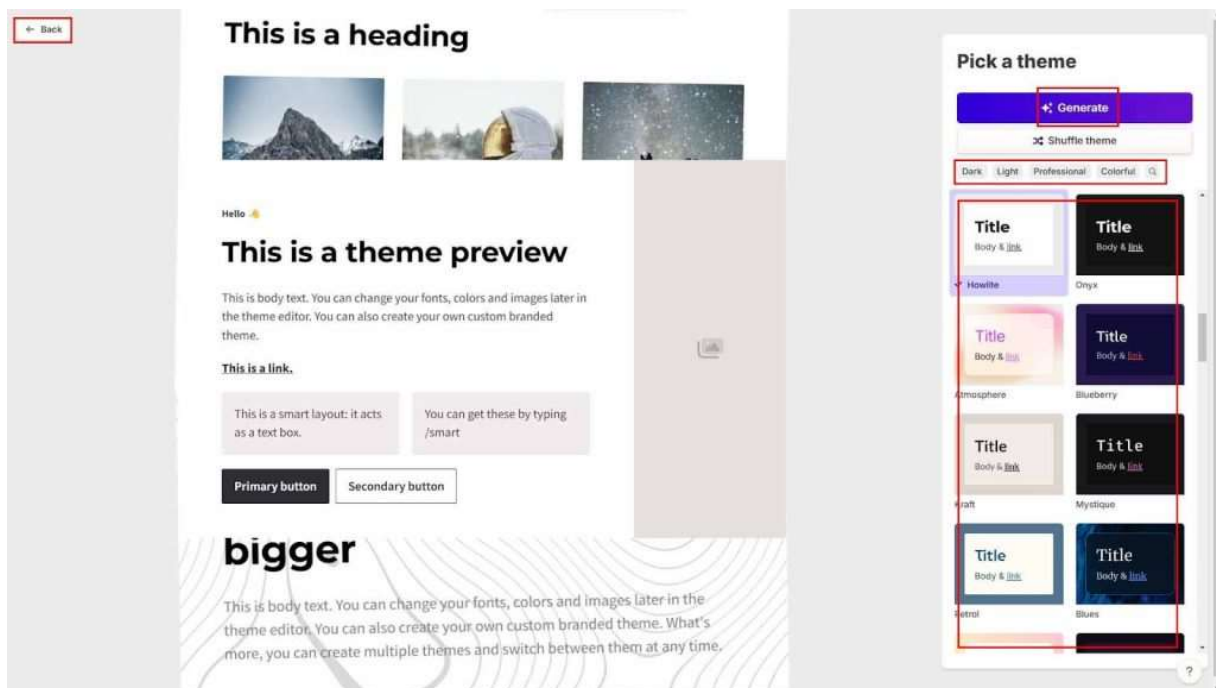 ← Back
This is a heading
Hello 👋
This is a theme preview
This is body text. You can change your fonts, colors and images later in
the theme editor. You can also create your own custom branded
theme.
This is a link.
This is a smart layout: it acts
as a text box.
You can get these by typing
/smart
Primary button
Secondary button
bigger
This is body text. You can change your fonts, colors and images later in the
theme editor. You can also create your own custom branded theme. What's
more, you can create multiple themes and switch between them at any time.
Pick a theme
Generate
Shuffle theme
Dark Light Professional Colorful
Title
Body & link
Howlite
Title
Body & link
Onyx
Title
Body & link
Atmosphere
Title
Body & link
Blueberry
Title
Body & link
Kraft
Title
Body & link
Mystique
Title
Body & link
Petrol
Title
Body & link
Blues
?